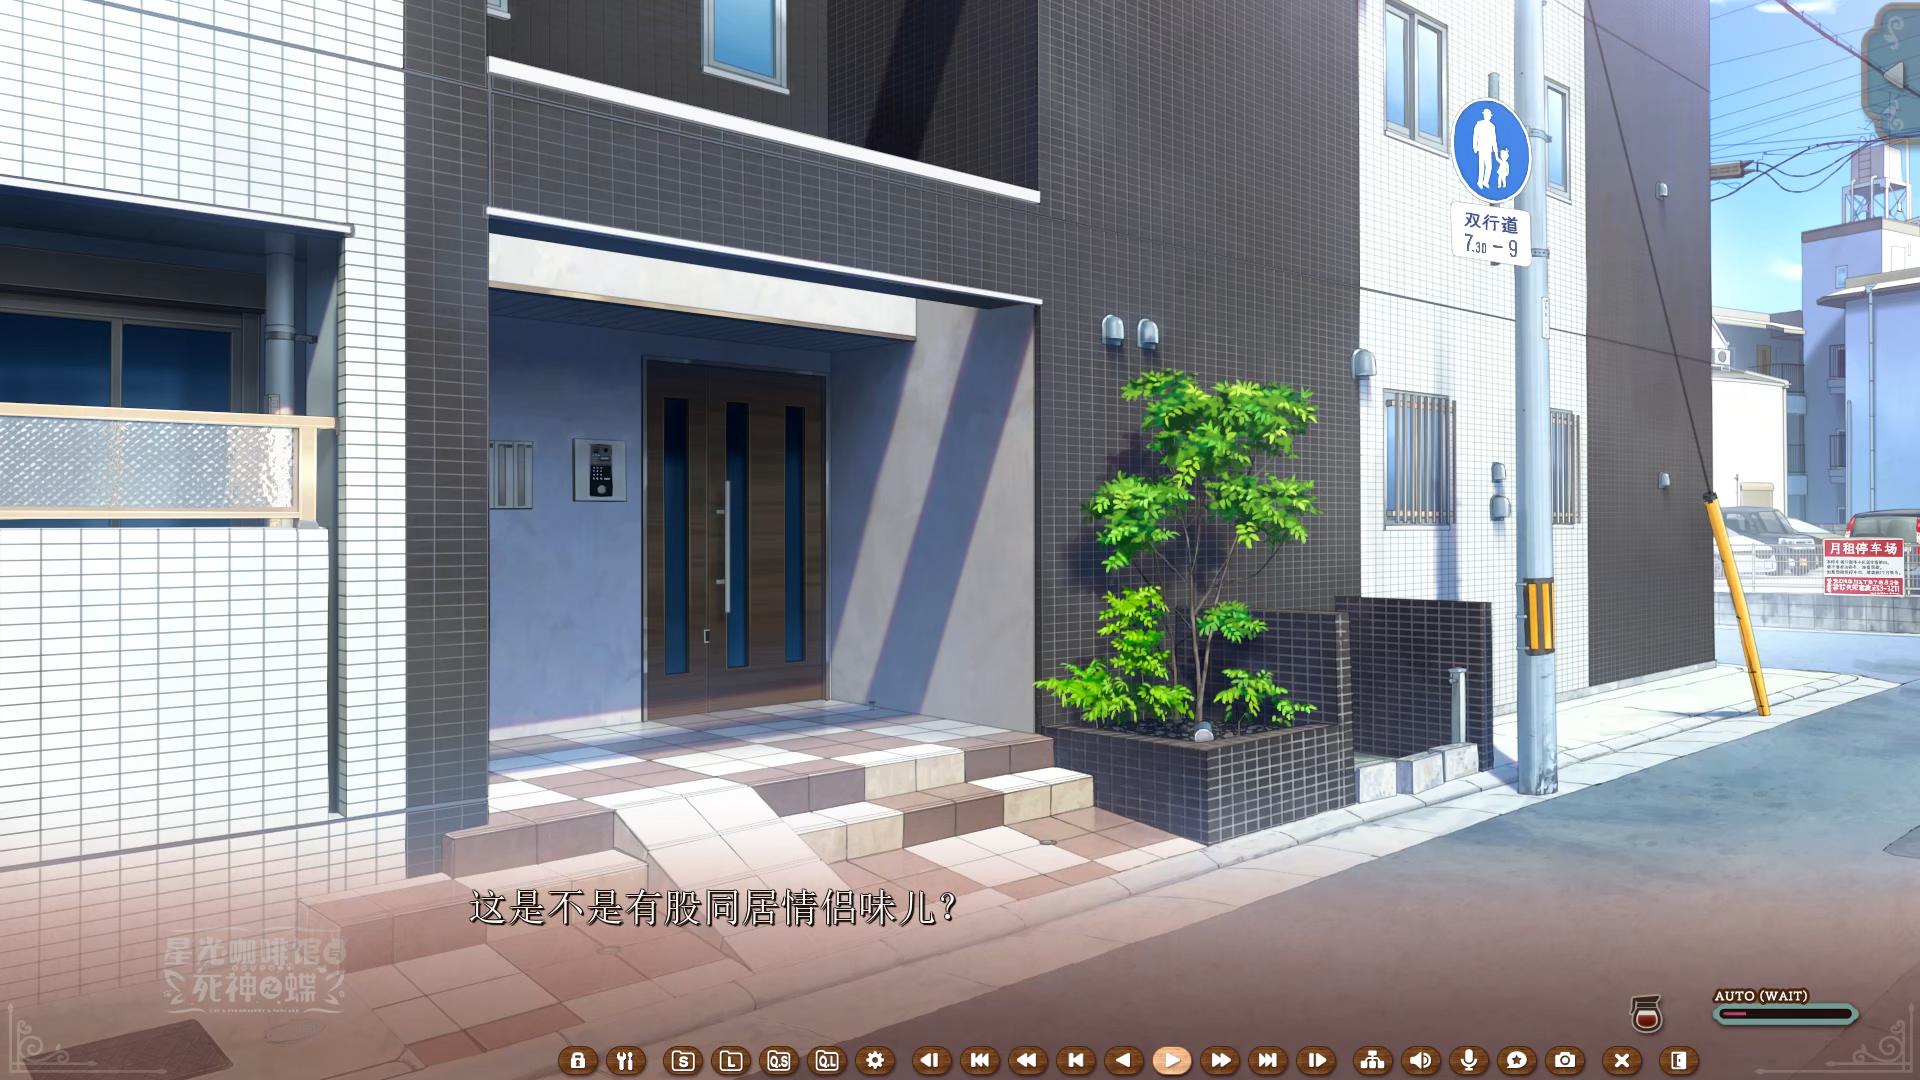 双行道
7.30-9
月租停车场
这是不是有股同居情侣味儿？
星光咖啡馆与
死神之蝶
AUTO (WAIT)
S
L
Q.S
Q.L